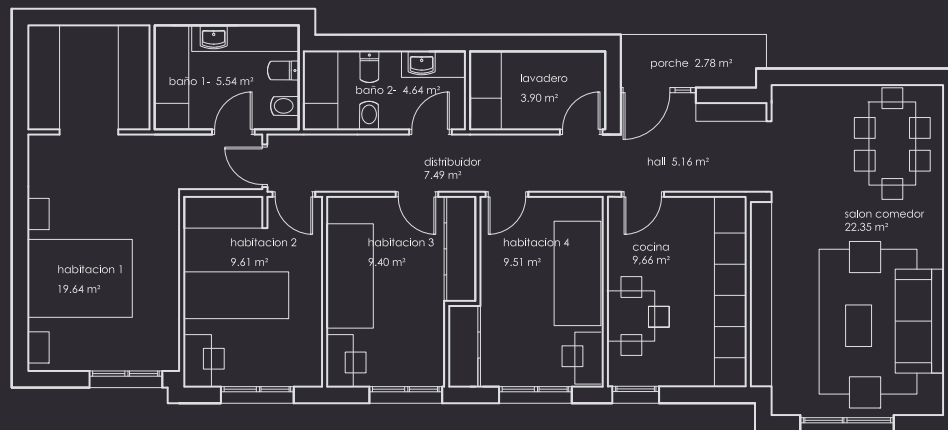 porche 2.78 m²
baño 1- 5.54 m²
baño 2- 4.64 m²
lavadero
3.90 m²
distribuidor
7.49 m²
hall 5.16 m²
salon comedor
22.35 m²
habitacion 1
19.64 m²
habitacion 2
9.61 m²
habitacion 3
9.40 m²
habitacion 4
9.51 m²
cocina
9,66 m²